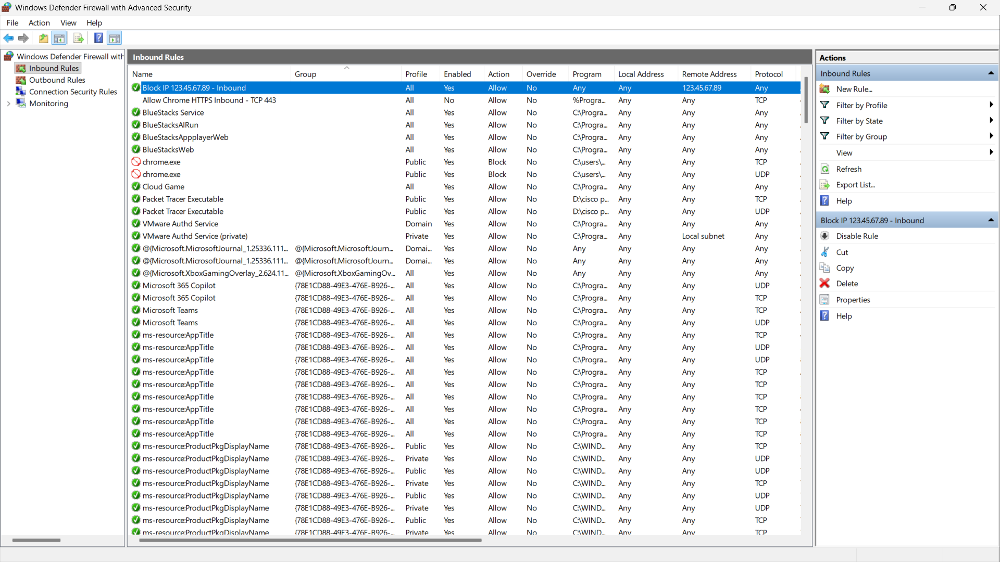 Windows Defender Firewall with Advanced Security
File Action View Help
Windows Defender Firewall with
Inbound Rules
Outbound Rules
Connection Security Rules
Monitoring
Inbound Rules
Name Group Profile Enabled Action Override Program Local Address Remote Address Protocol
Block IP 123.45.67.89 - Inbound All Yes Allow No Any Any 123.45.67.89 Any
Allow Chrome HTTPS Inbound - TCP 443 All No Allow No %Progra... Any Any TCP
BlueStacks Service All Yes Allow No C:\Progra... Any Any Any
BlueStacksAIRun All Yes Allow No C:\Progra... Any Any Any
BlueStacksAppplayerWeb All Yes Allow No C:\Progra... Any Any Any
BlueStacksWeb All Yes Allow No C:\Progra... Any Any Any
chrome.exe Public Yes Block No C:\users\... Any Any TCP
chrome.exe Public Yes Block No C:\users\... Any Any UDP
Cloud Game All Yes Allow No C:\Progra... Any Any Any
Packet Tracer Executable Public Yes Allow No D:\cisco p... Any Any TCP
Packet Tracer Executable Public Yes Allow No D:\cisco p... Any Any UDP
VMware Authd Service Domain Yes Allow No C:\Progra... Any Any Any
VMware Authd Service (private) Private Yes Allow No C:\Progra... Any Local subnet Any
@{Microsoft.MicrosoftJournal_1.25336.111... @{Microsoft.MicrosoftJourn... Domai... Yes Allow No Any Any Any Any
@{Microsoft.MicrosoftJournal_1.25336.111... @{Microsoft.MicrosoftJourn... Domai... Yes Allow No Any Any Any Any
@{Microsoft.XboxGamingOverlay_2.624.11... @{Microsoft.XboxGamingOv... All Yes Allow No Any Any Any Any
Microsoft 365 Copilot {78E1CD88-49E3-476E-B926-... All Yes Allow No C:\Progra... Any Any UDP
Microsoft 365 Copilot {78E1CD88-49E3-476E-B926-... All Yes Allow No C:\Progra... Any Any TCP
Microsoft Teams {78E1CD88-49E3-476E-B926-... All Yes Allow No C:\Progra... Any Any TCP
Microsoft Teams {78E1CD88-49E3-476E-B926-... All Yes Allow No C:\Progra... Any Any UDP
ms-resource:AppTitle {78E1CD88-49E3-476E-B926-... All Yes Allow No C:\Progra... Any Any TCP
ms-resource:AppTitle {78E1CD88-49E3-476E-B926-... All Yes Allow No C:\Progra... Any Any UDP
ms-resource:AppTitle {78E1CD88-49E3-476E-B926-... All Yes Allow No C:\Progra... Any Any UDP
ms-resource:AppTitle {78E1CD88-49E3-476E-B926-... All Yes Allow No C:\Progra... Any Any TCP
ms-resource:AppTitle {78E1CD88-49E3-476E-B926-... All Yes Allow No C:\Progra... Any Any TCP
ms-resource:AppTitle {78E1CD88-49E3-476E-B926-... All Yes Allow No C:\Progra... Any Any TCP
ms-resource:AppTitle {78E1CD88-49E3-476E-B926-... All Yes Allow No C:\Progra... Any Any TCP
ms-resource:AppTitle {78E1CD88-49E3-476E-B926-... All Yes Allow No C:\Progra... Any Any TCP
ms-resource:AppTitle {78E1CD88-49E3-476E-B926-... All Yes Allow No C:\Progra... Any Any TCP
ms-resource:ProductPkgDisplayName {78E1CD88-49E3-476E-B926-... Public Yes Allow No C:\WIND... Any Any TCP
ms-resource:ProductPkgDisplayName {78E1CD88-49E3-476E-B926-... Private Yes Allow No C:\WIND... Any Any UDP
ms-resource:ProductPkgDisplayName {78E1CD88-49E3-476E-B926-... Public Yes Allow No C:\WIND... Any Any UDP
ms-resource:ProductPkgDisplayName {78E1CD88-49E3-476E-B926-... Private Yes Allow No C:\WIND... Any Any TCP
ms-resource:ProductPkgDisplayName {78E1CD88-49E3-476E-B926-... Public Yes Allow No C:\WIND... Any Any UDP
ms-resource:ProductPkgDisplayName {78E1CD88-49E3-476E-B926-... Private Yes Allow No C:\WIND... Any Any UDP
ms-resource:ProductPkgDisplayName {78E1CD88-49E3-476E-B926-... Public Yes Allow No C:\WIND... Any Any TCP
ms-resource:ProductPkgDisplayName {78E1CD88-49E3-476E-B926-... Private Yes Allow No C:\WIND... Any Any TCP
Actions
Inbound Rules
New Rule...
Filter by Profile
Filter by State
Filter by Group
View
Refresh
Export List...
Help
Block IP 123.45.67.89 - Inbound
Disable Rule
Cut
Copy
Delete
Properties
Help